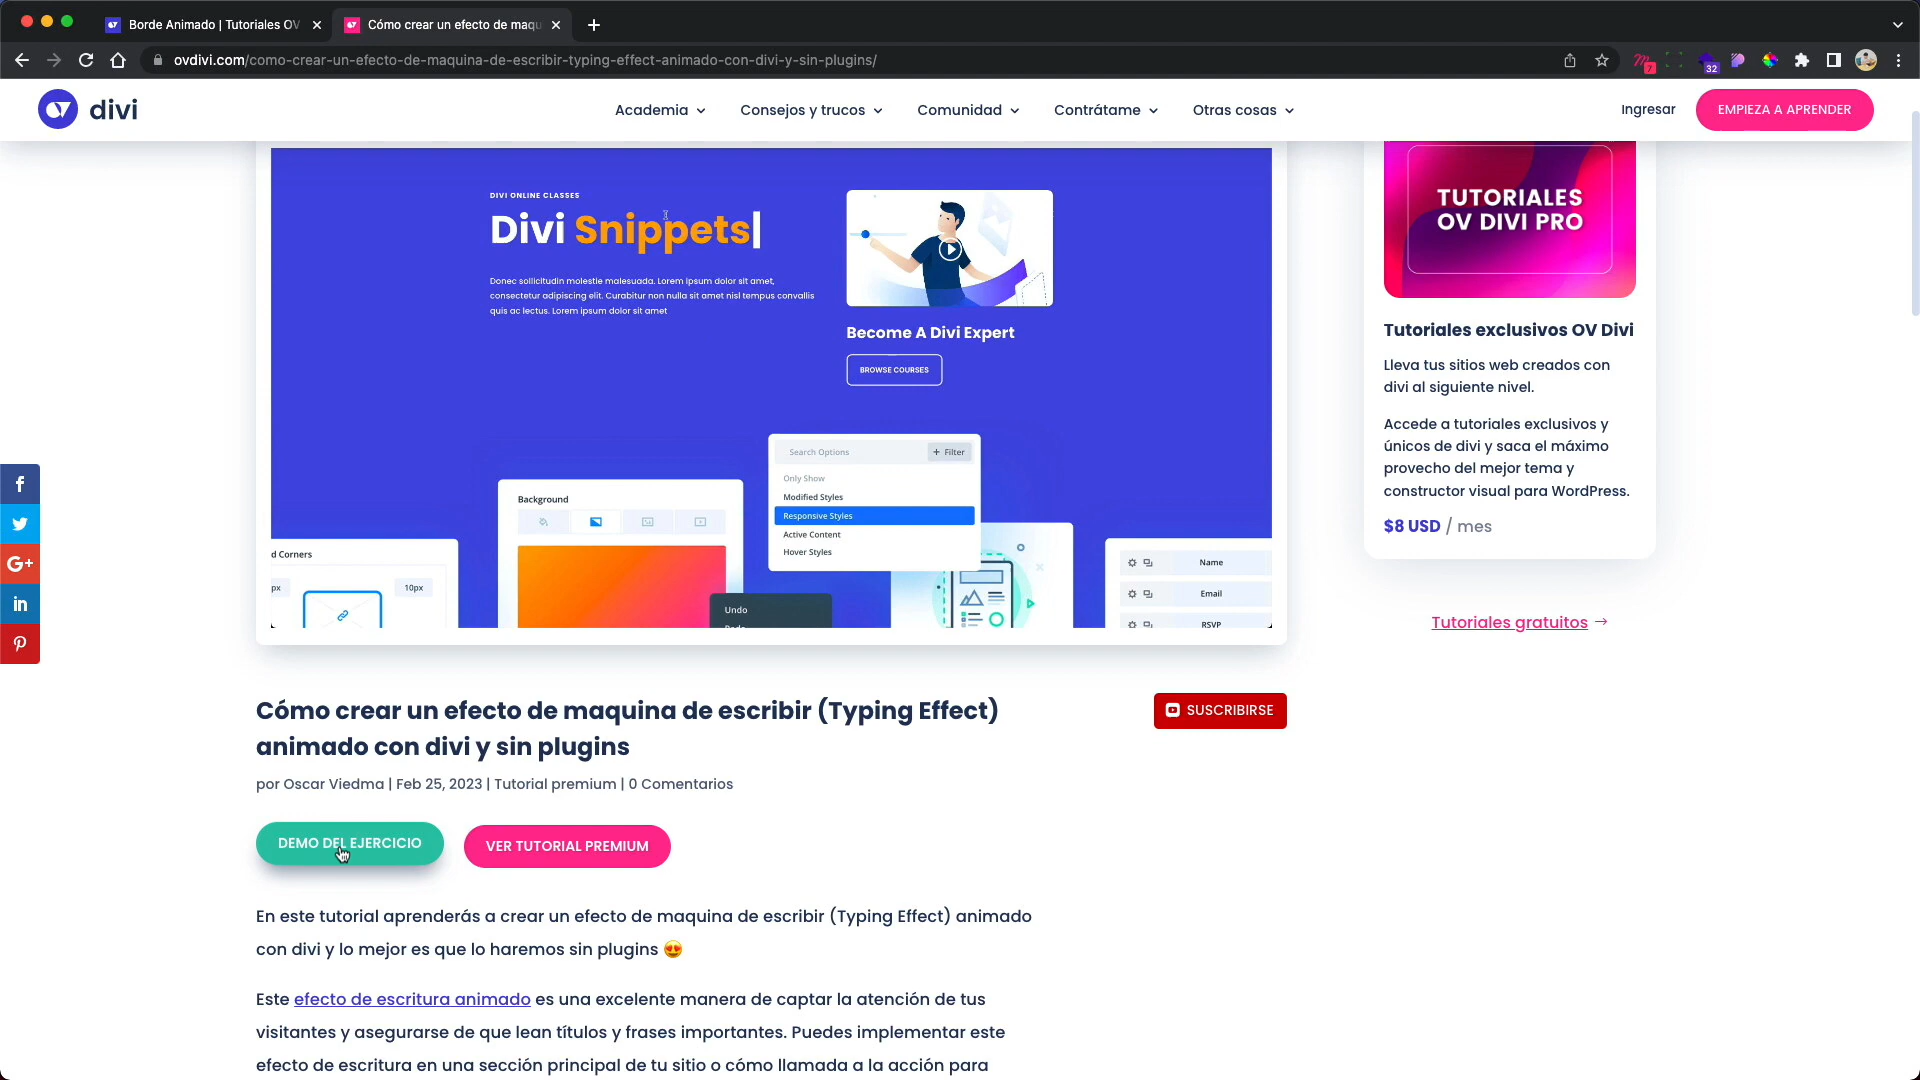 Borde Animado | Tutoriales OV
Cómo crear un efecto de maqu
ovdivi.com/como-crear-un-efecto-de-maquina-de-escribir-typing-effect-animado-con-divi-y-sin-plugins/
7
32
divi
Academia
Consejos y trucos
Comunidad
Contrátame
Otras cosas
Ingresar
EMPIEZA A APRENDER
DIVI ONLINE CLASSES
Divi Snippets|
Donec sollicitudin molestie malesuada. Lorem ipsum dolor sit amet,
consectetur adipiscing elit. Curabitur non nulla sit amet nisl tempus convallis
quis ac lectus. Lorem ipsum dolor sit amet
Become A Divi Expert
BROWSE COURSES
Search Options
+ Filter
Only Show
Modified Styles
Responsive Styles
Active Content
Hover Styles
Background
d Corners
px
10px
Undo
Name
Email
RSVP
TUTORIALES
OV DIVI PRO
Tutoriales exclusivos OV Divi
Lleva tus sitios web creados con
divi al siguiente nivel.
Accede a tutoriales exclusivos y
únicos de divi y saca el máximo
provecho del mejor tema y
constructor visual para WordPress.
$8 USD / mes
Tutoriales gratuitos →
Cómo crear un efecto de maquina de escribir (Typing Effect)
animado con divi y sin plugins
SUSCRIBIRSE
por Oscar Viedma | Feb 25, 2023 | Tutorial premium | 0 Comentarios
DEMO DEL EJERCICIO
VER TUTORIAL PREMIUM
En este tutorial aprenderás a crear un efecto de maquina de escribir (Typing Effect) animado
con divi y lo mejor es que lo haremos sin plugins 😍
Este efecto de escritura animado es una excelente manera de captar la atención de tus
visitantes y asegurarse de que lean títulos y frases importantes. Puedes implementar este
efecto de escritura en una sección principal de tu sitio o cómo llamada a la acción para